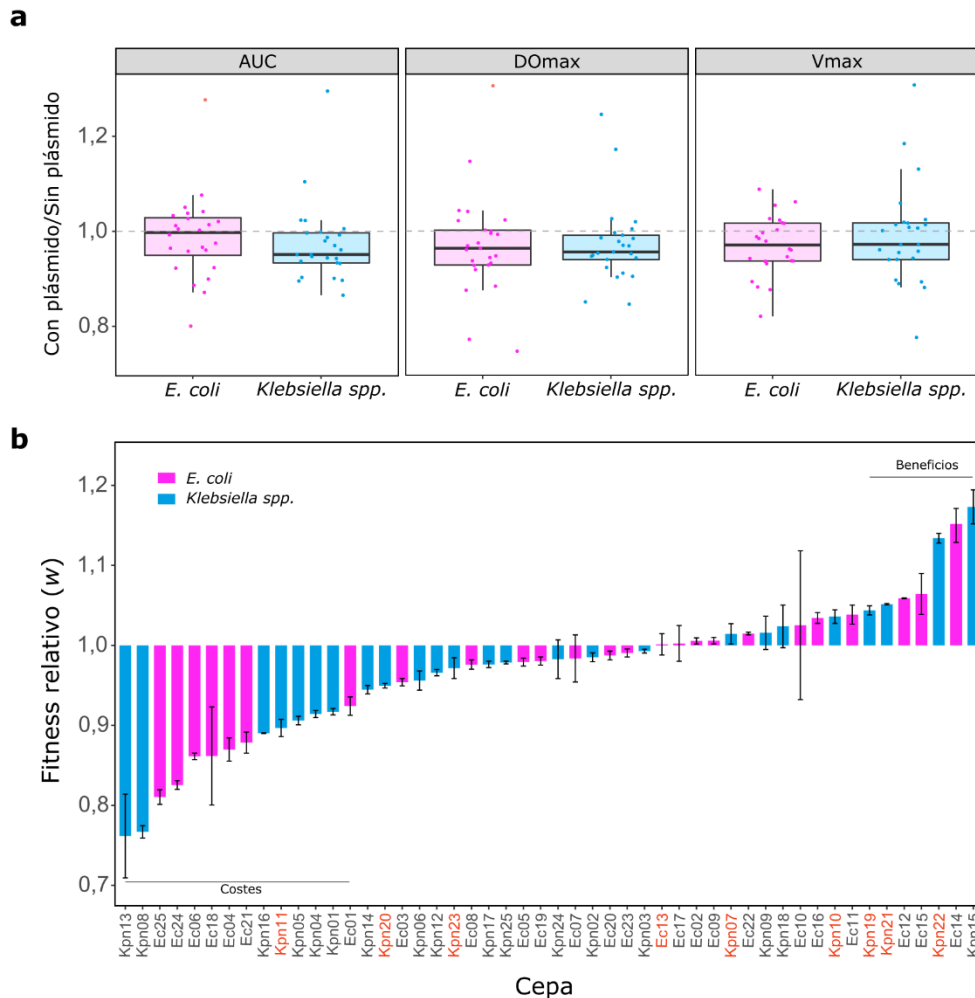 a
AUC
DOmax
Vmax
Con plásmido/Sin plásmido
1,2
1,0
0,8
E. coli
Klebsiella spp.
E. coli
Klebsiella spp.
E. coli
Klebsiella spp.
b
E. coli
Klebsiella spp.
Beneficios
Fitness relativo (w)
1,2
1,1
1,0
0,9
0,8
0,7
Costes
Kpn13
Kpn08
Ec25
Ec24
Ec06
Ec18
Ec04
Ec21
Kpn16
Kpn11
Kpn05
Kpn04
Kpn01
Ec01
Kpn14
Kpn20
Ec03
Kpn06
Kpn12
Kpn23
Ec08
Kpn17
Kpn25
Ec05
Ec19
Kpn24
Ec07
Kpn02
Ec20
Ec23
Kpn03
Ec13
Ec17
Ec02
Ec09
Kpn07
Ec22
Kpn09
Kpn18
Ec10
Ec16
Kpn10
Ec11
Kpn19
Kpn21
Ec12
Ec15
Kpn22
Ec14
Kpn15
Cepa